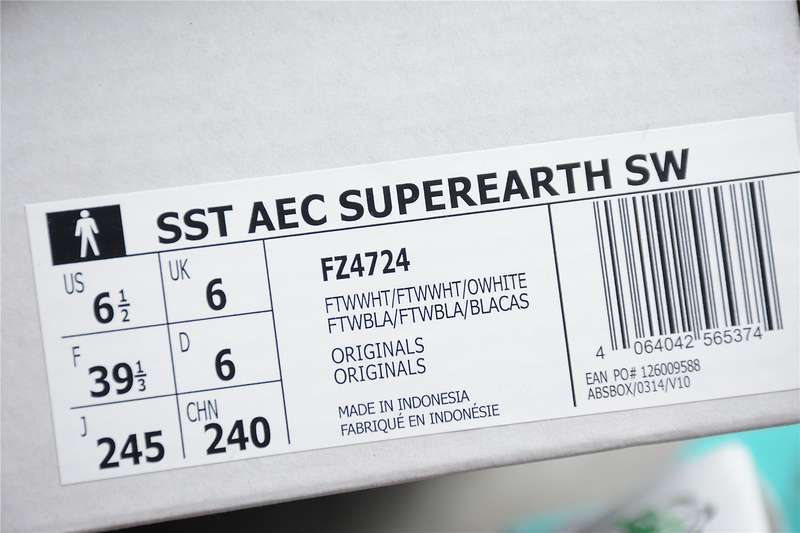 SST AEC SUPEREARTH SW
US 6 1/2
UK 6
F 39 1/3
D 6
J 245
CHN 240
FZ4724
FTWWHT/FTWWHT/OWHITE
FTWBLA/FTWBLA/BLACAS
ORIGINALS
ORIGINALS
MADE IN INDONESIA
FABRIQUÉ EN INDONÉSIE
4 064042 565374
EAN PO# 126009588
ABSBOX/0314/V10